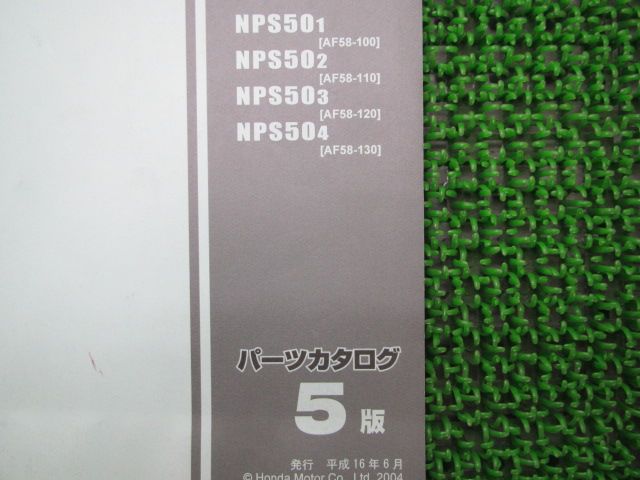 NPS501
[AF58-100]
NPS502
[AF58-110]
NPS503
[AF58-120]
NPS504
[AF58-130]
パーツカタログ
5版
発行 平成16年6月
© Honda Motor Co., Ltd. 2004